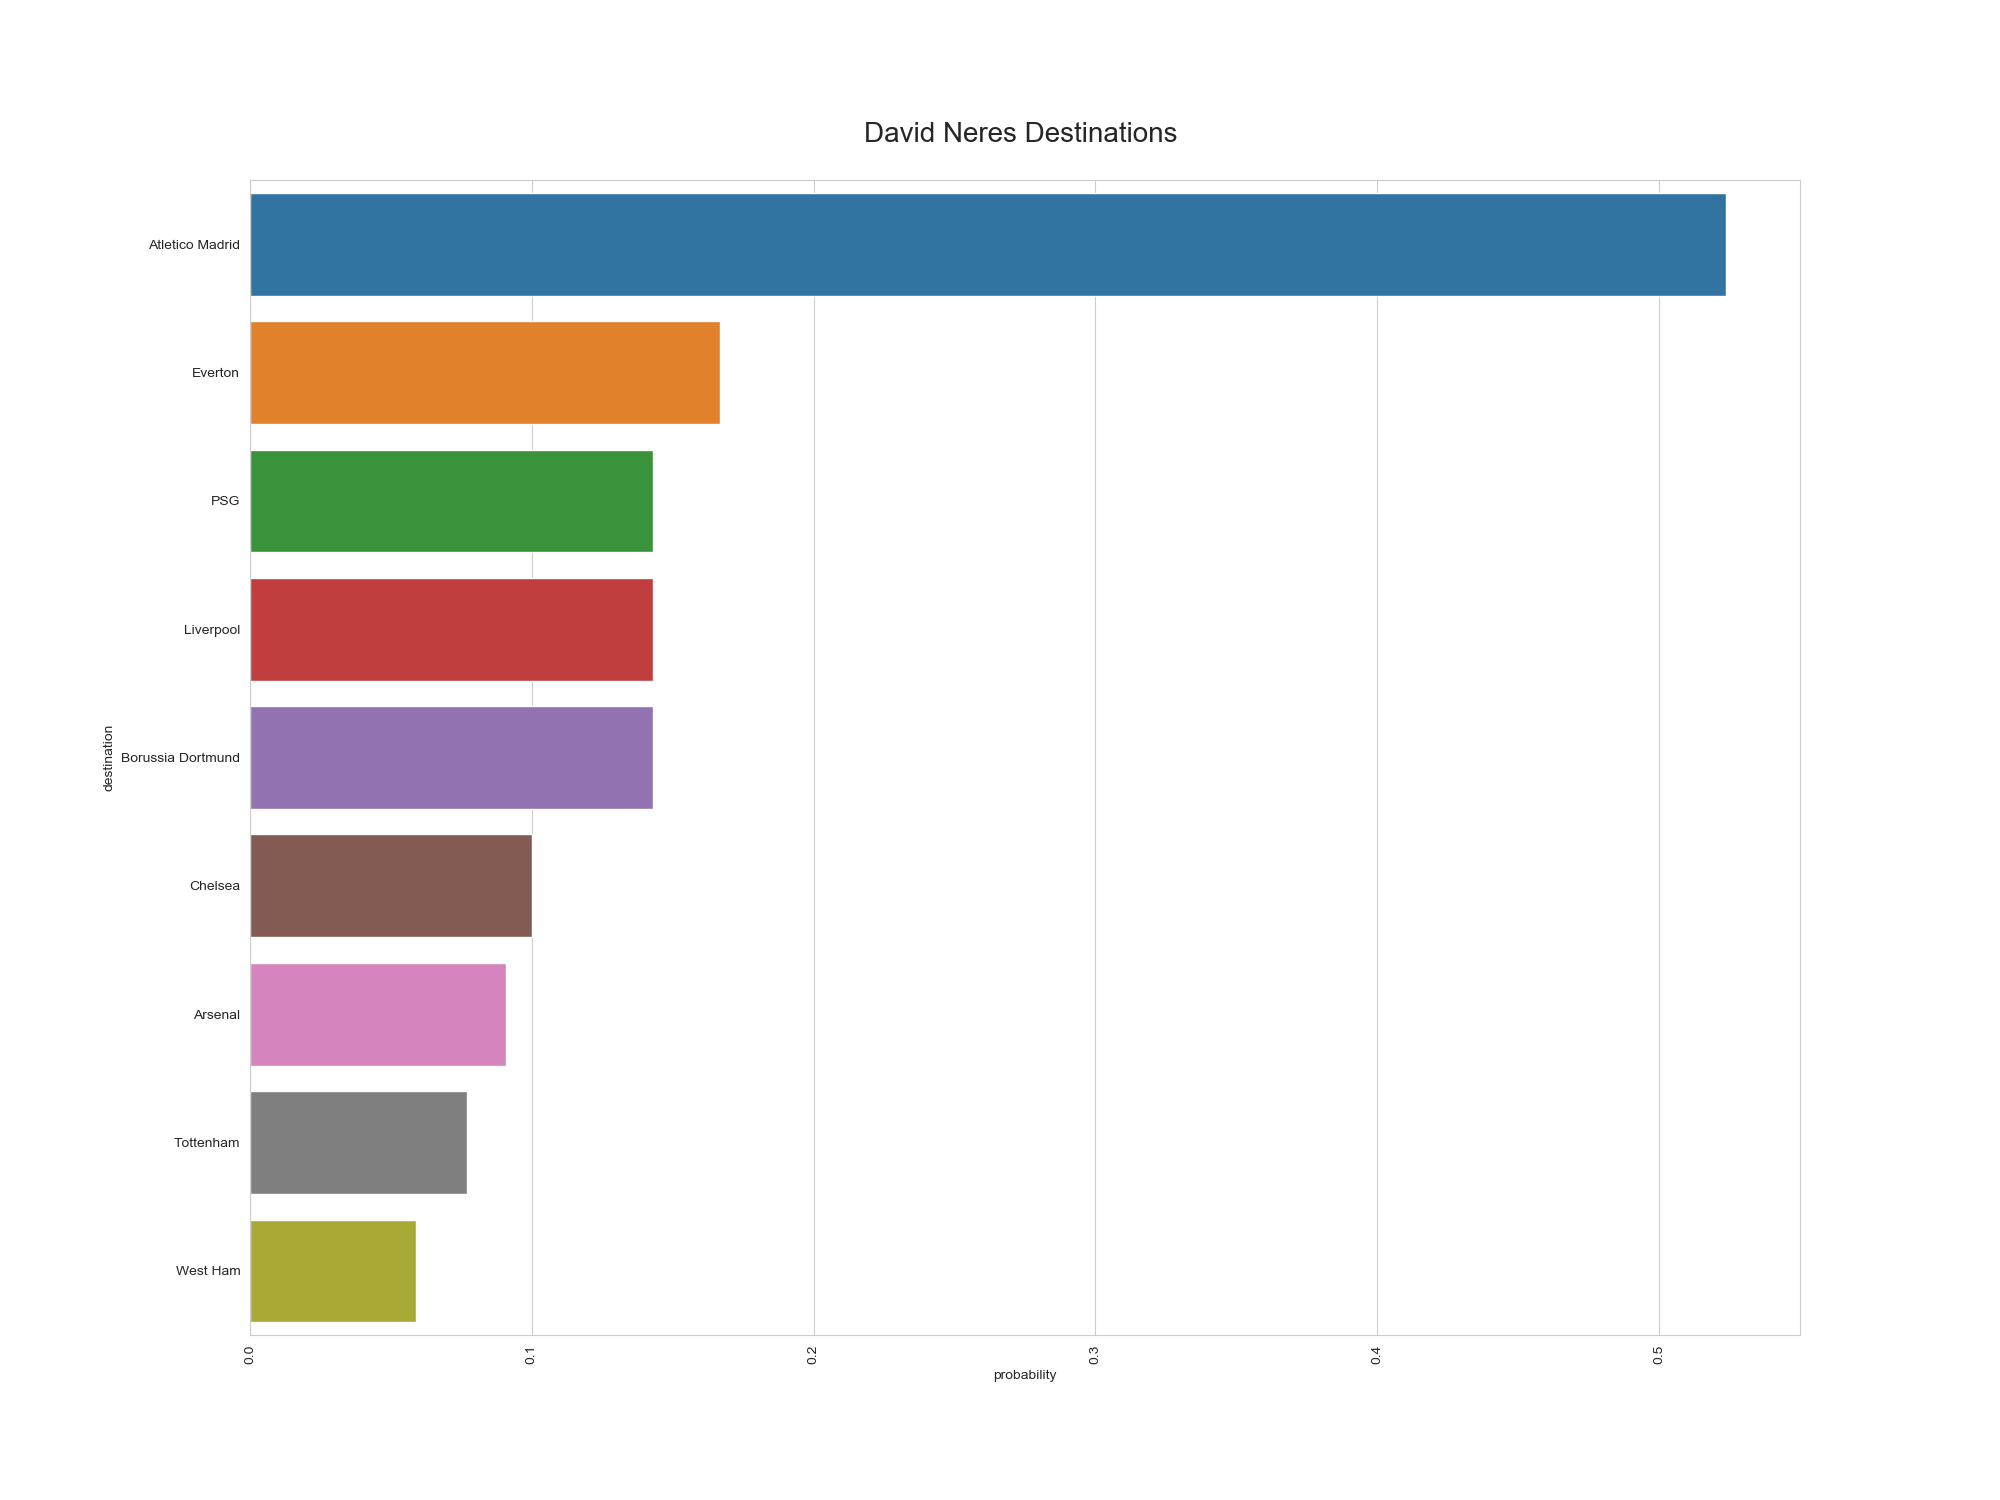 David Neres Destinations
destination
Atletico Madrid
Everton
PSG
Liverpool
Borussia Dortmund
Chelsea
Arsenal
Tottenham
West Ham
0.0 0.1 0.2 0.3 0.4 0.5
probability